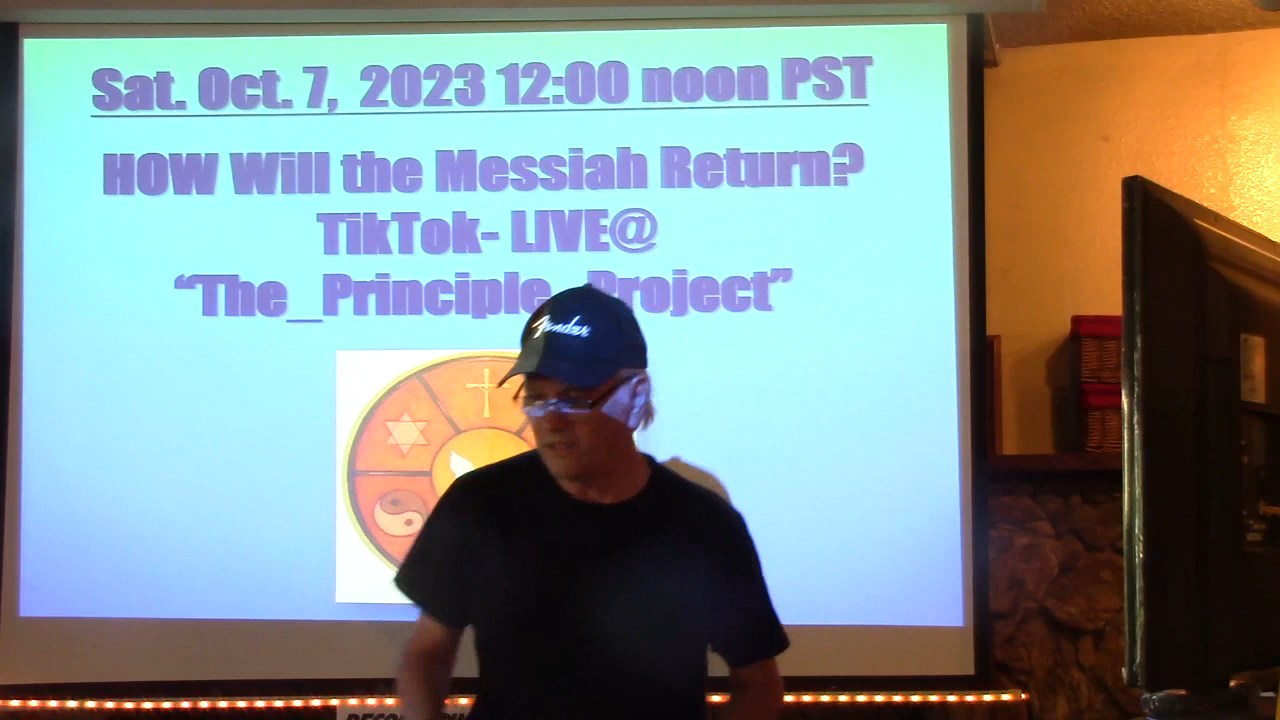 Sat. Oct. 7, 2023 12:00 noon PST
HOW Will the Messiah Return?
TikTok- LIVE@
“The_Principle_Project”
Fender